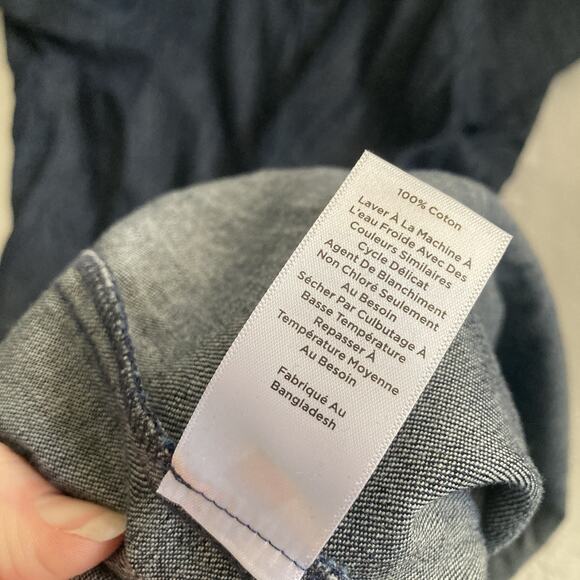 100% Coton
Laver À La Machine À
L'eau Froide Avec Des
Couleurs Similaires
Cycle Délicat
Agent De Blanchiment
Non Chloré Seulement
Au Besoin
Sécher Par Culbutage À
Basse Température
Repasser À
Température Moyenne
Au Besoin
Fabriqué Au
Bangladesh